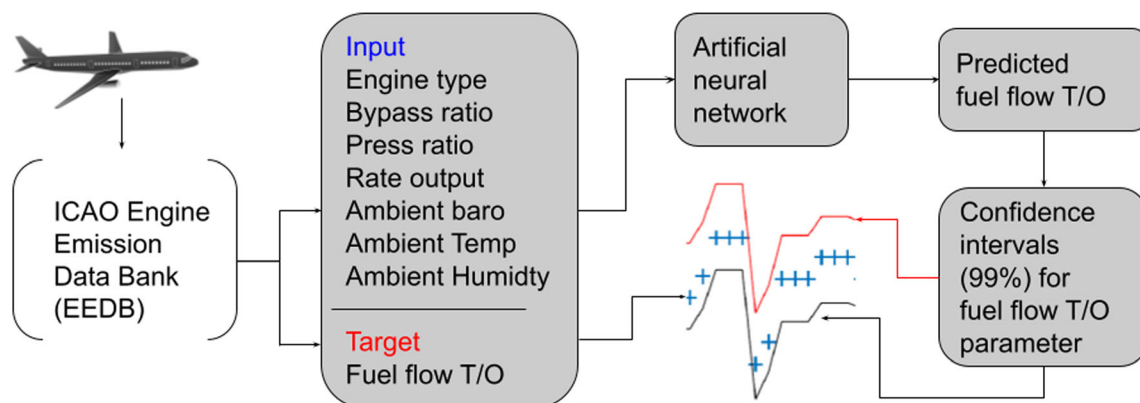 ICAO Engine
Emission
Data Bank
(EEDB)
Input
Engine type
Bypass ratio
Press ratio
Rate output
Ambient baro
Ambient Temp
Ambient Humidty
Target
Fuel flow T/O
Artificial
neural
network
Predicted
fuel flow T/O
Confidence
intervals
(99%) for
fuel flow T/O
parameter